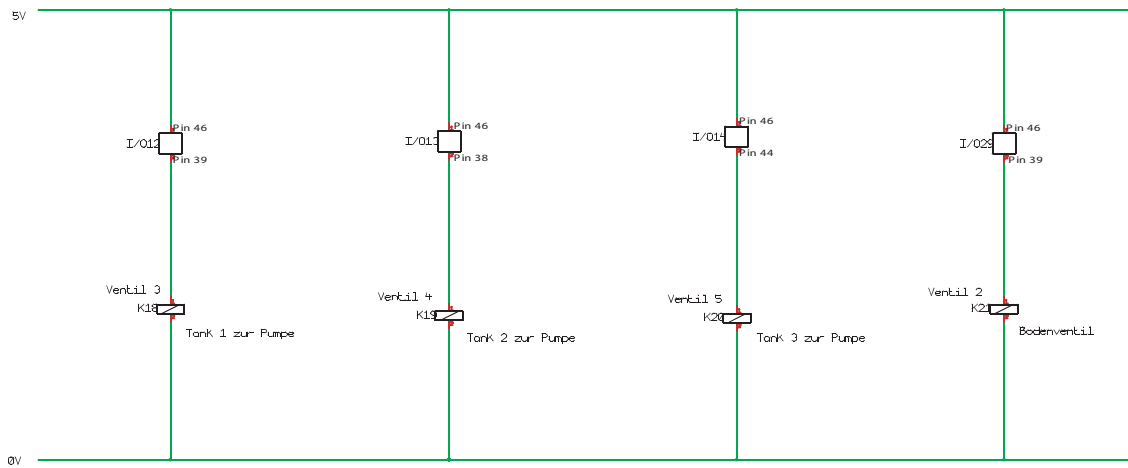 5V
Pin 46
I/O12
Pin 39
Pin 46
I/O13
Pin 38
Pin 46
I/O14
Pin 44
Pin 46
I/O29
Pin 39
Ventil 3
K18
Tank 1 zur Pumpe
Ventil 4
K19
Tank 2 zur Pumpe
Ventil 5
K20
Tank 3 zur Pumpe
Ventil 2
K21
Bodenventil
0V